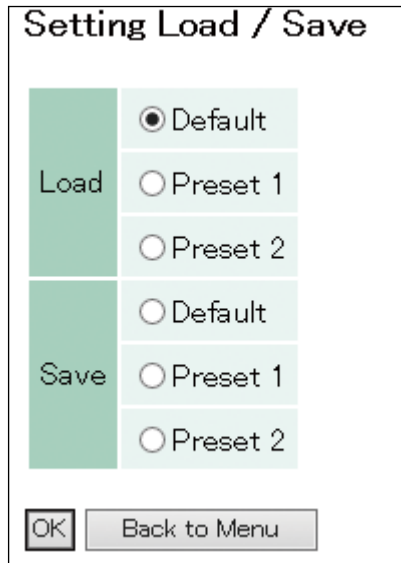 Setting Load / Save
Load
Default
Preset 1
Preset 2
Save
Default
Preset 1
Preset 2
OK Back to Menu